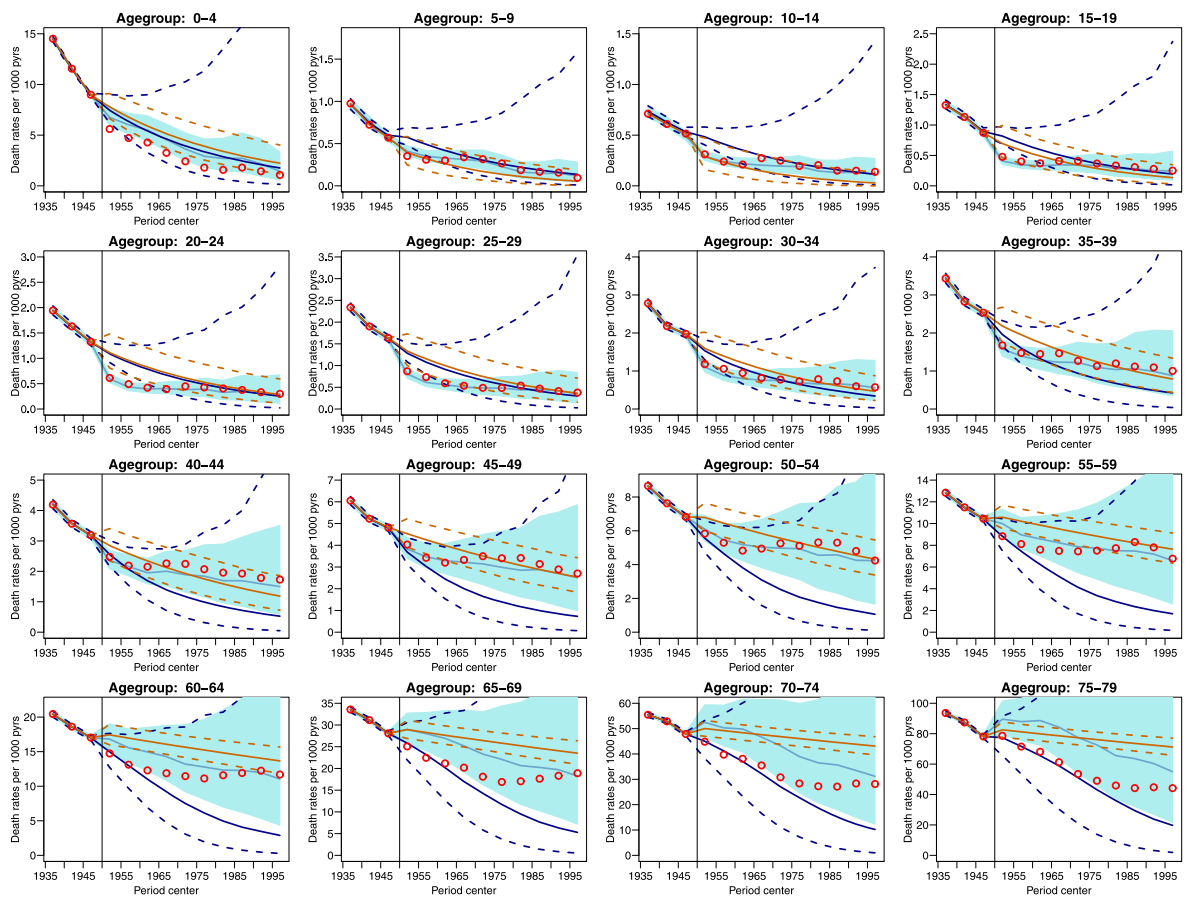 Agegroup: 0–4
Death rates per 1000 pyrs
15
10
5
0
1935 1945 1955 1965 1975 1985 1995
Period center
Agegroup: 5–9
Death rates per 1000 pyrs
1.5
1.0
0.5
0.0
1935 1945 1955 1965 1975 1985 1995
Period center
Agegroup: 10–14
Death rates per 1000 pyrs
1.5
1.0
0.5
0.0
1935 1945 1955 1965 1975 1985 1995
Period center
Agegroup: 15–19
Death rates per 1000 pyrs
2.5
2.0
1.5
1.0
0.5
0.0
1935 1945 1955 1965 1975 1985 1995
Period center
Agegroup: 20–24
Death rates per 1000 pyrs
3.0
2.5
2.0
1.5
1.0
0.5
0.0
1935 1945 1955 1965 1975 1985 1995
Period center
Agegroup: 25–29
Death rates per 1000 pyrs
3.5
3.0
2.5
2.0
1.5
1.0
0.5
0.0
1935 1945 1955 1965 1975 1985 1995
Period center
Agegroup: 30–34
Death rates per 1000 pyrs
4
3
2
1
0
1935 1945 1955 1965 1975 1985 1995
Period center
Agegroup: 35–39
Death rates per 1000 pyrs
4
3
2
1
0
1935 1945 1955 1965 1975 1985 1995
Period center
Agegroup: 40–44
Death rates per 1000 pyrs
5
4
3
2
1
0
1935 1945 1955 1965 1975 1985 1995
Period center
Agegroup: 45–49
Death rates per 1000 pyrs
7
6
5
4
3
2
1
0
1935 1945 1955 1965 1975 1985 1995
Period center
Agegroup: 50–54
Death rates per 1000 pyrs
8
6
4
2
0
1935 1945 1955 1965 1975 1985 1995
Period center
Agegroup: 55–59
Death rates per 1000 pyrs
14
12
10
8
6
4
2
0
1935 1945 1955 1965 1975 1985 1995
Period center
Agegroup: 60–64
Death rates per 1000 pyrs
20
15
10
5
0
1935 1945 1955 1965 1975 1985 1995
Period center
Agegroup: 65–69
Death rates per 1000 pyrs
35
30
25
20
15
10
5
0
1935 1945 1955 1965 1975 1985 1995
Period center
Agegroup: 70–74
Death rates per 1000 pyrs
60
50
40
30
20
10
0
1935 1945 1955 1965 1975 1985 1995
Period center
Agegroup: 75–79
Death rates per 1000 pyrs
100
80
60
40
20
0
1935 1945 1955 1965 1975 1985 1995
Period center